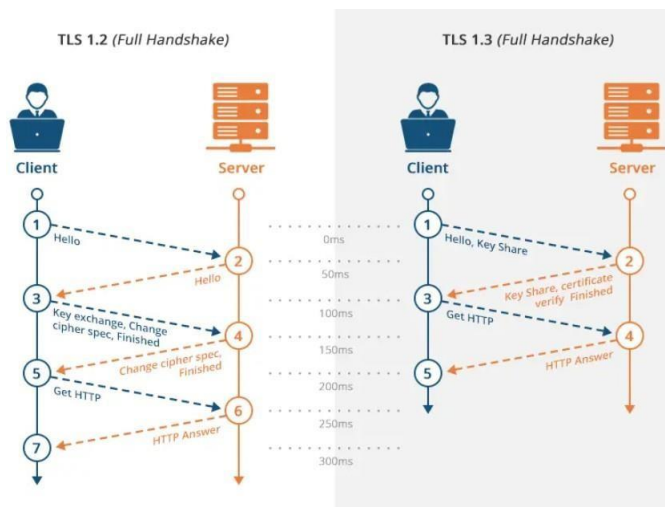 TLS 1.2 (Full Handshake)
Client
Server
1
Hello
2
Hello
3
Key exchange, Change
cipher spec, Finished
4
Change cipher spec,
Finished
5
Get HTTP
6
HTTP Answer
7
0ms
50ms
100ms
150ms
200ms
250ms
300ms
TLS 1.3 (Full Handshake)
Client
Server
1
Hello, Key Share
2
Key Share, certificate
verify Finished
3
Get HTTP
4
HTTP Answer
5